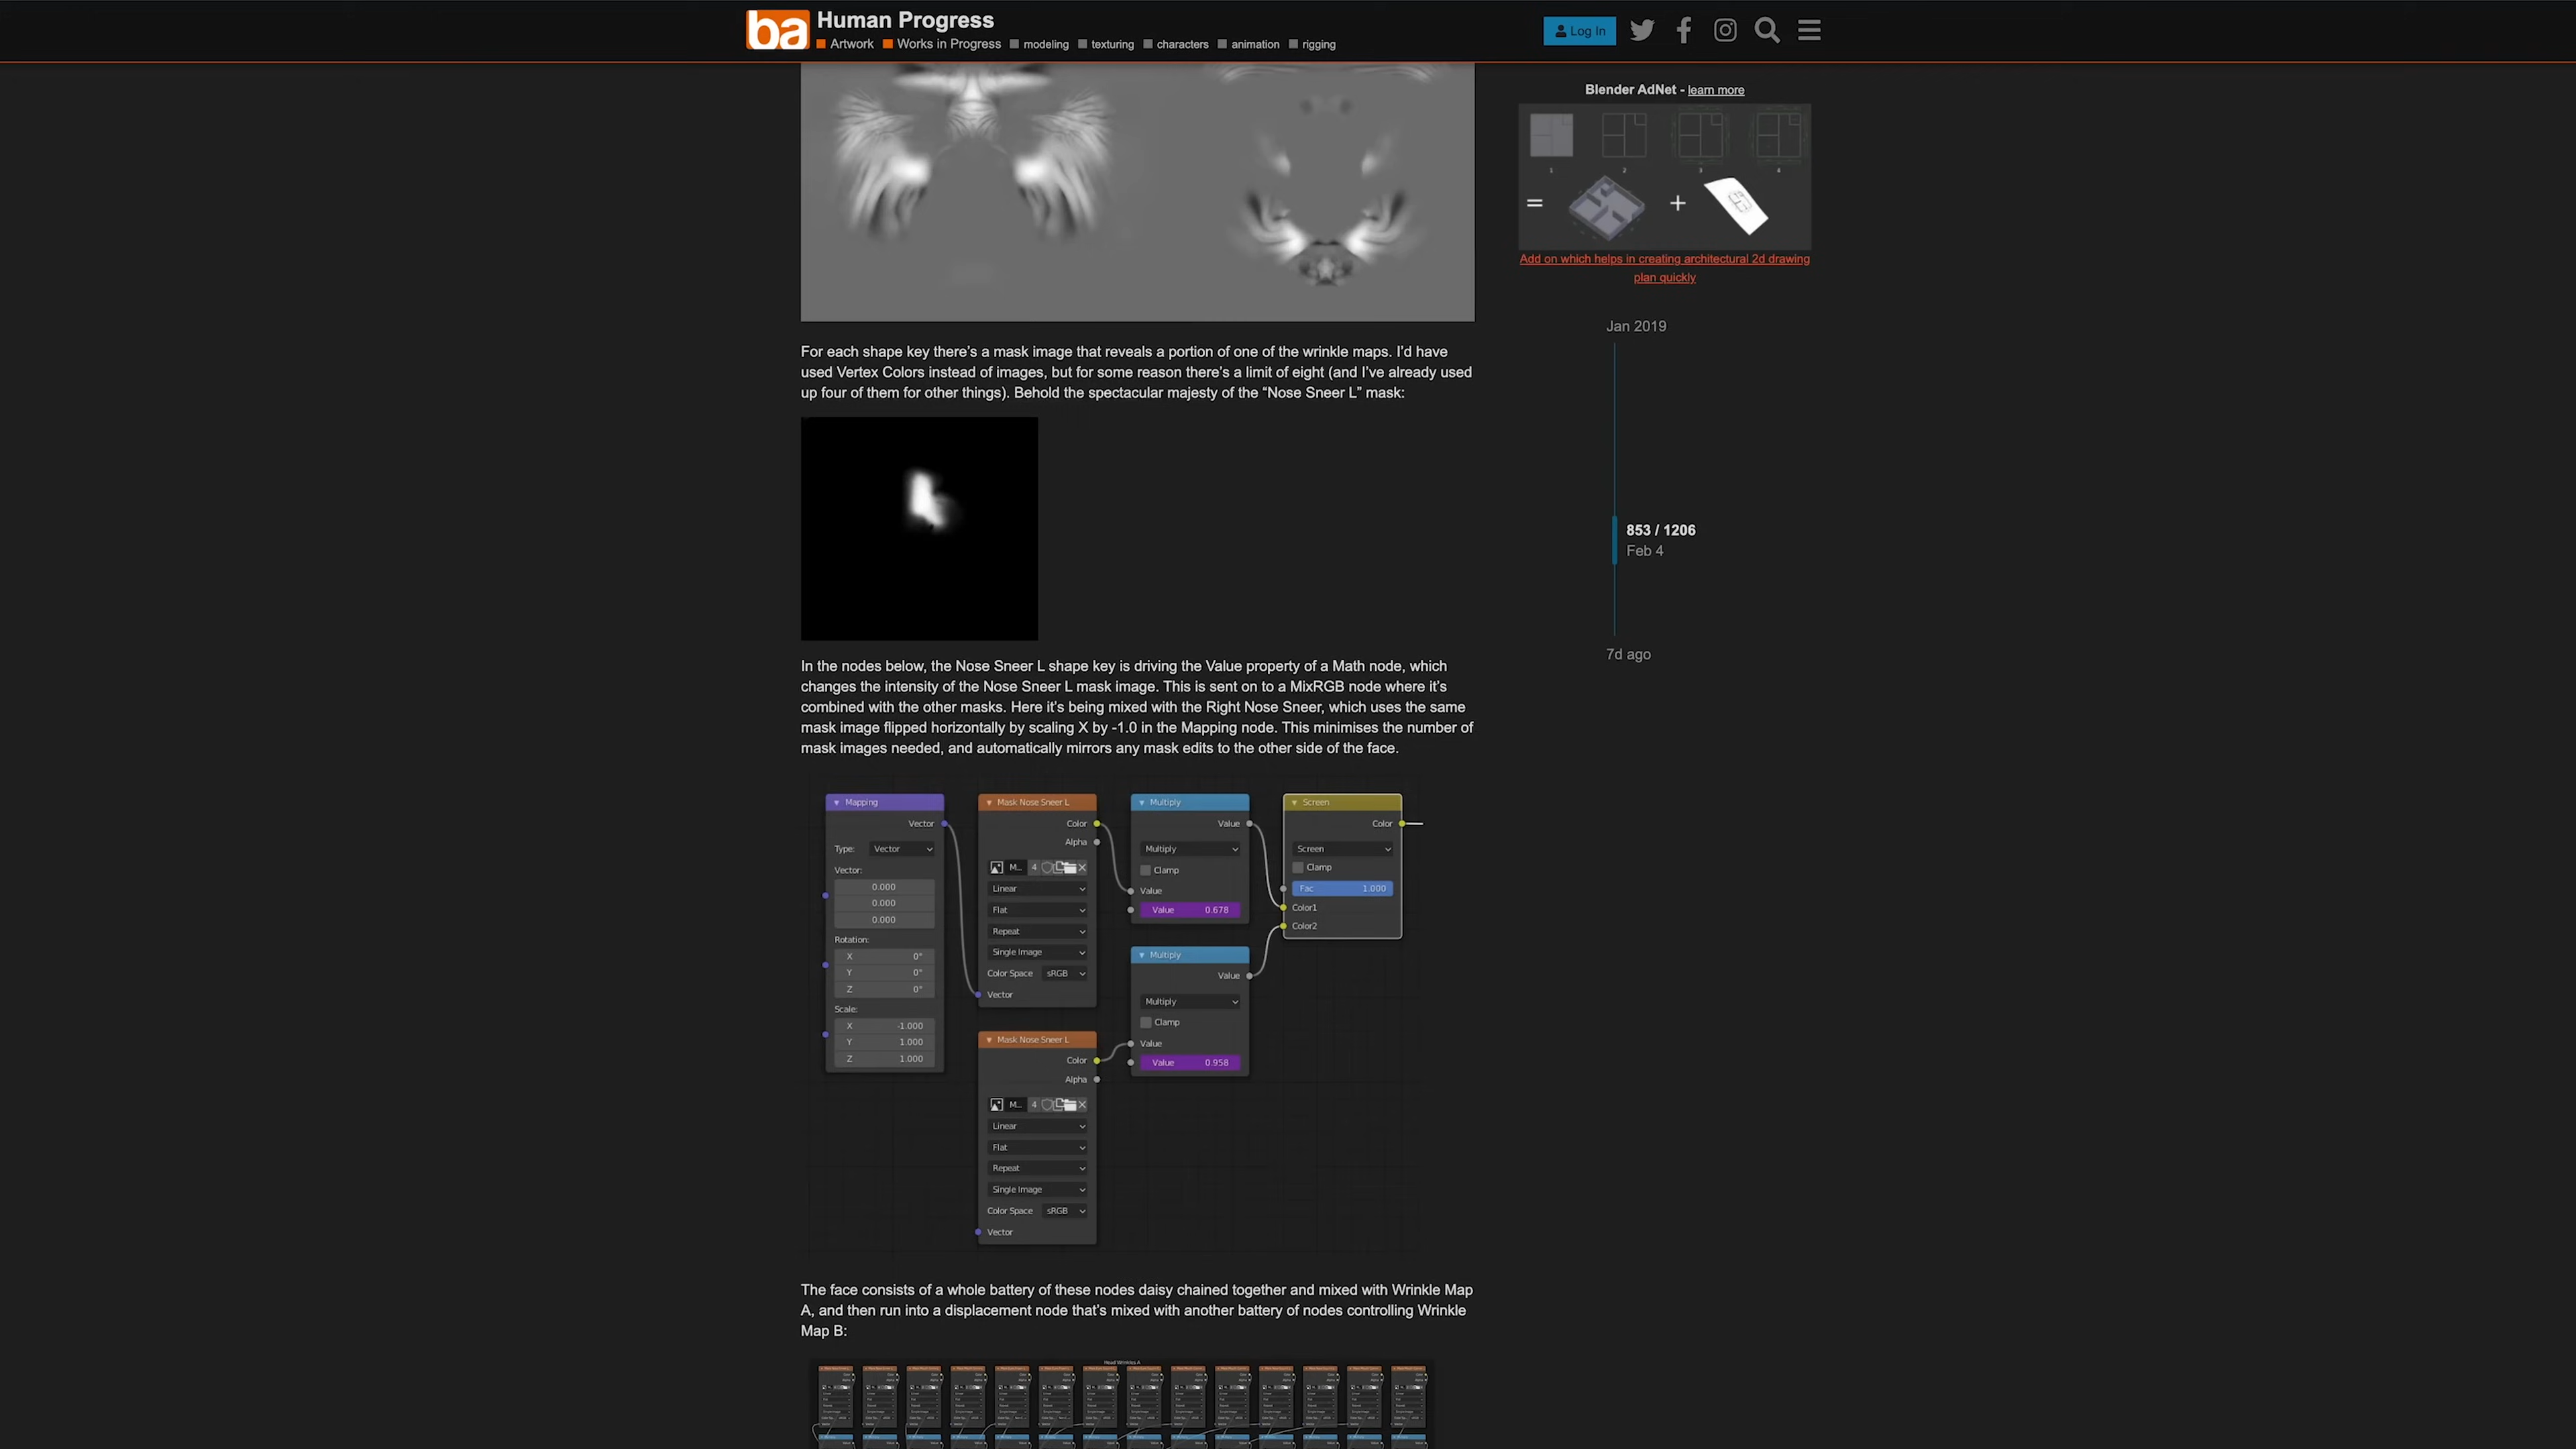 ba
Human Progress
Artwork Works in Progress modeling texturing characters animation rigging
Log In
Blender AdNet - learn more
1 2 3 4
= +
Add on which helps in creating architectural 2d drawing
plan quickly
Jan 2019
853 / 1206
Feb 4
7d ago
For each shape key there’s a mask image that reveals a portion of one of the wrinkle maps. I’d have
used Vertex Colors instead of images, but for some reason there’s a limit of eight (and I’ve already used
up four of them for other things). Behold the spectacular majesty of the “Nose Sneer L” mask:
In the nodes below, the Nose Sneer L shape key is driving the Value property of a Math node, which
changes the intensity of the Nose Sneer L mask image. This is sent on to a MixRGB node where it’s
combined with the other masks. Here it’s being mixed with the Right Nose Sneer, which uses the same
mask image flipped horizontally by scaling X by -1.0 in the Mapping node. This minimises the number of
mask images needed, and automatically mirrors any mask edits to the other side of the face.
Mapping
Vector
Type: Vector
Vector:
0.000
0.000
0.000
Rotation:
X 0°
Y 0°
Z 0°
Scale:
X -1.000
Y 1.000
Z 1.000
Mask Nose Sneer L
Color
Alpha
M... 4
Linear
Flat
Repeat
Single Image
Color Space sRGB
Vector
Mask Nose Sneer L
Color
Alpha
M... 4
Linear
Flat
Repeat
Single Image
Color Space sRGB
Vector
Multiply
Value
Multiply
Clamp
Value
Value 0.678
Multiply
Value
Multiply
Clamp
Value
Value 0.958
Screen
Color
Screen
Clamp
Fac 1.000
Color1
Color2
The face consists of a whole battery of these nodes daisy chained together and mixed with Wrinkle Map
A, and then run into a displacement node that’s mixed with another battery of nodes controlling Wrinkle
Map B:
Head Wrinkles A